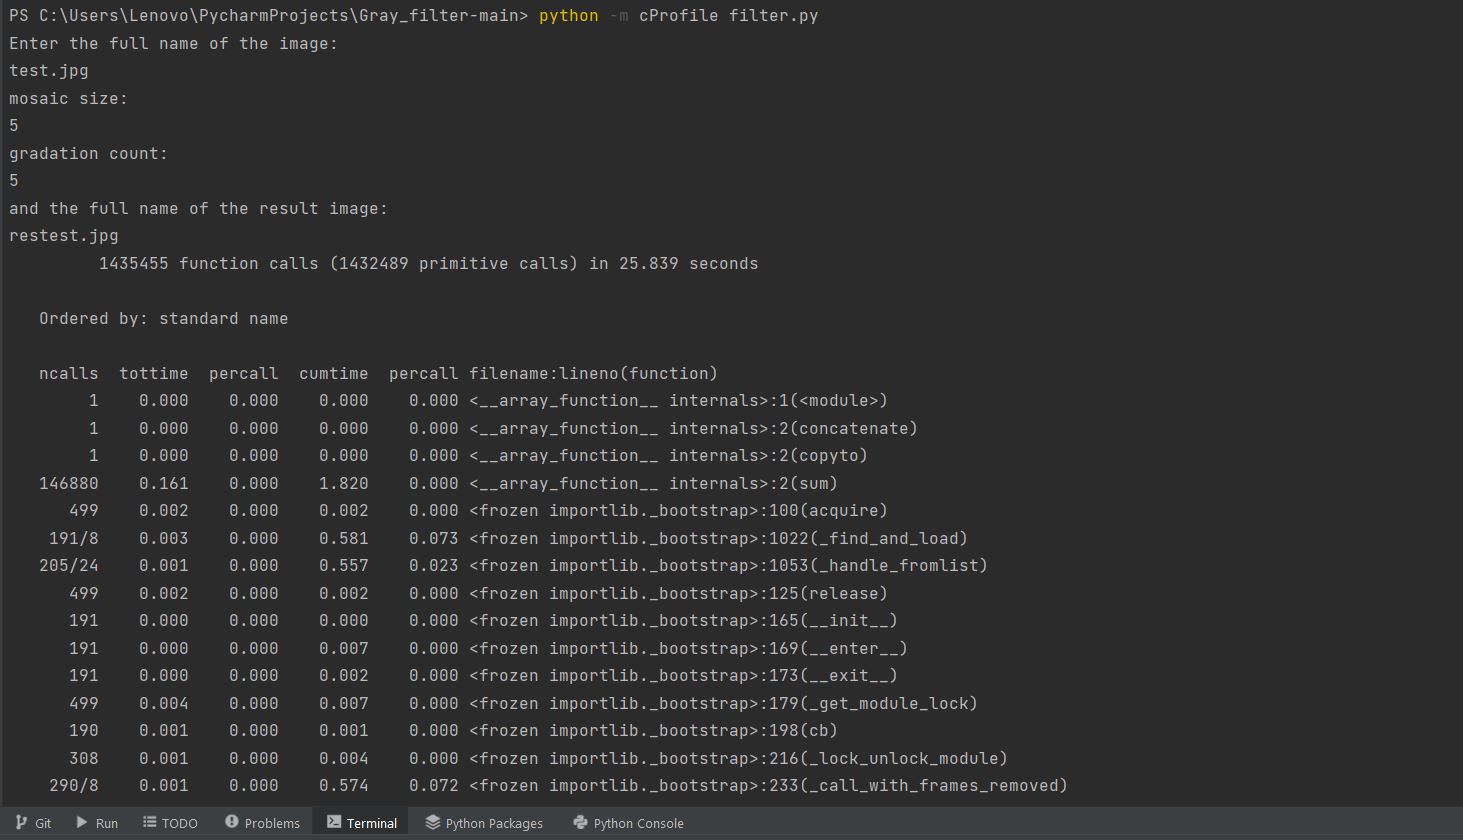 PS C:\Users\Lenovo\PycharmProjects\Gray_filter-main> python -m cProfile filter.py
Enter the full name of the image:
test.jpg
mosaic size:
5
gradation count:
5
and the full name of the result image:
restest.jpg
1435455 function calls (1432489 primitive calls) in 25.839 seconds
Ordered by: standard name
ncalls tottime percall cumtime percall filename:lineno(function)
1 0.000 0.000 0.000 0.000 <__array_function__ internals>:1(<module>)
1 0.000 0.000 0.000 0.000 <__array_function__ internals>:2(concatenate)
1 0.000 0.000 0.000 0.000 <__array_function__ internals>:2(copyto)
146880 0.161 0.000 1.820 0.000 <__array_function__ internals>:2(sum)
499 0.002 0.000 0.002 0.000 <frozen importlib._bootstrap>:100(acquire)
191/8 0.003 0.000 0.581 0.073 <frozen importlib._bootstrap>:1022(_find_and_load)
205/24 0.001 0.000 0.557 0.023 <frozen importlib._bootstrap>:1053(_handle_fromlist)
499 0.002 0.000 0.002 0.000 <frozen importlib._bootstrap>:125(release)
191 0.000 0.000 0.000 0.000 <frozen importlib._bootstrap>:165(__init__)
191 0.000 0.000 0.007 0.000 <frozen importlib._bootstrap>:169(__enter__)
191 0.000 0.000 0.002 0.000 <frozen importlib._bootstrap>:173(__exit__)
499 0.004 0.000 0.007 0.000 <frozen importlib._bootstrap>:179(_get_module_lock)
190 0.001 0.000 0.001 0.000 <frozen importlib._bootstrap>:198(cb)
308 0.001 0.000 0.004 0.000 <frozen importlib._bootstrap>:216(_lock_unlock_module)
290/8 0.001 0.000 0.574 0.072 <frozen importlib._bootstrap>:233(_call_with_frames_removed)
Git Run TODO Problems Terminal Python Packages Python Console